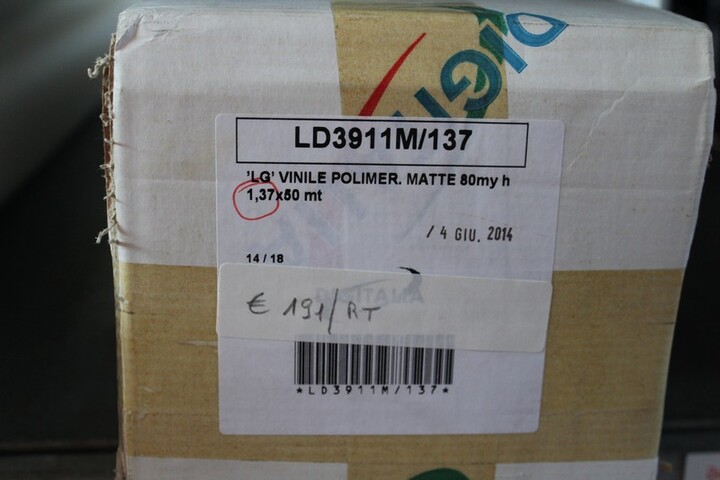 LD3911M/137
'LG' VINILE POLIMER. MATTE 80my h
1,37x50 mt
/ 4 GIU. 2014
14 / 18
€ 191/RT
*LD3911M/137*